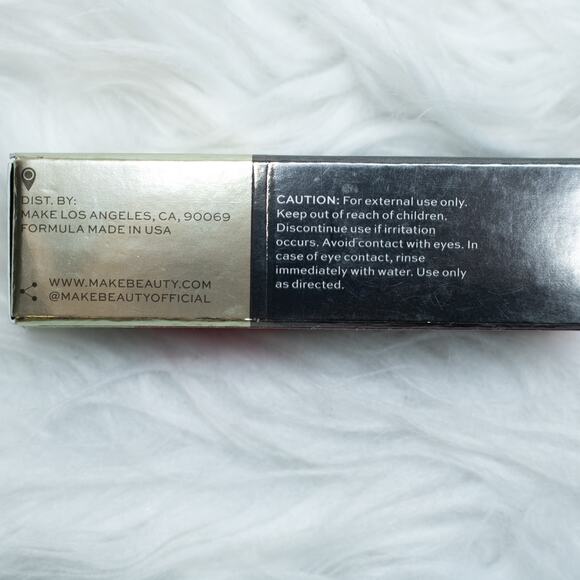 DIST. BY:
MAKE LOS ANGELES, CA, 90069
FORMULA MADE IN USA
WWW.MAKEBEAUTY.COM
@MAKEBEAUTYOFFICIAL
CAUTION: For external use only.
Keep out of reach of children.
Discontinue use if irritation
occurs. Avoid contact with eyes. In
case of eye contact, rinse
immediately with water. Use only
as directed.